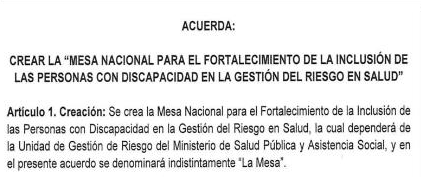 ACUERDA:
CREAR LA “MESA NACIONAL PARA EL FORTALECIMIENTO DE LA INCLUSIÓN DE
LAS PERSONAS CON DISCAPACIDAD EN LA GESTIÓN DEL RIESGO EN SALUD”
Articulo 1. Creación: Se crea la Mesa Nacional para el Fortalecimiento de la Inclusión de
las Personas con Discapacidad en la Gestión del Riesgo en Salud, la cual dependerá de
la Unidad de Gestión de Riesgo del Ministerio de Salud Pública y Asistencia Social, y en
el presente acuerdo se denominará indistintamente “La Mesa”.